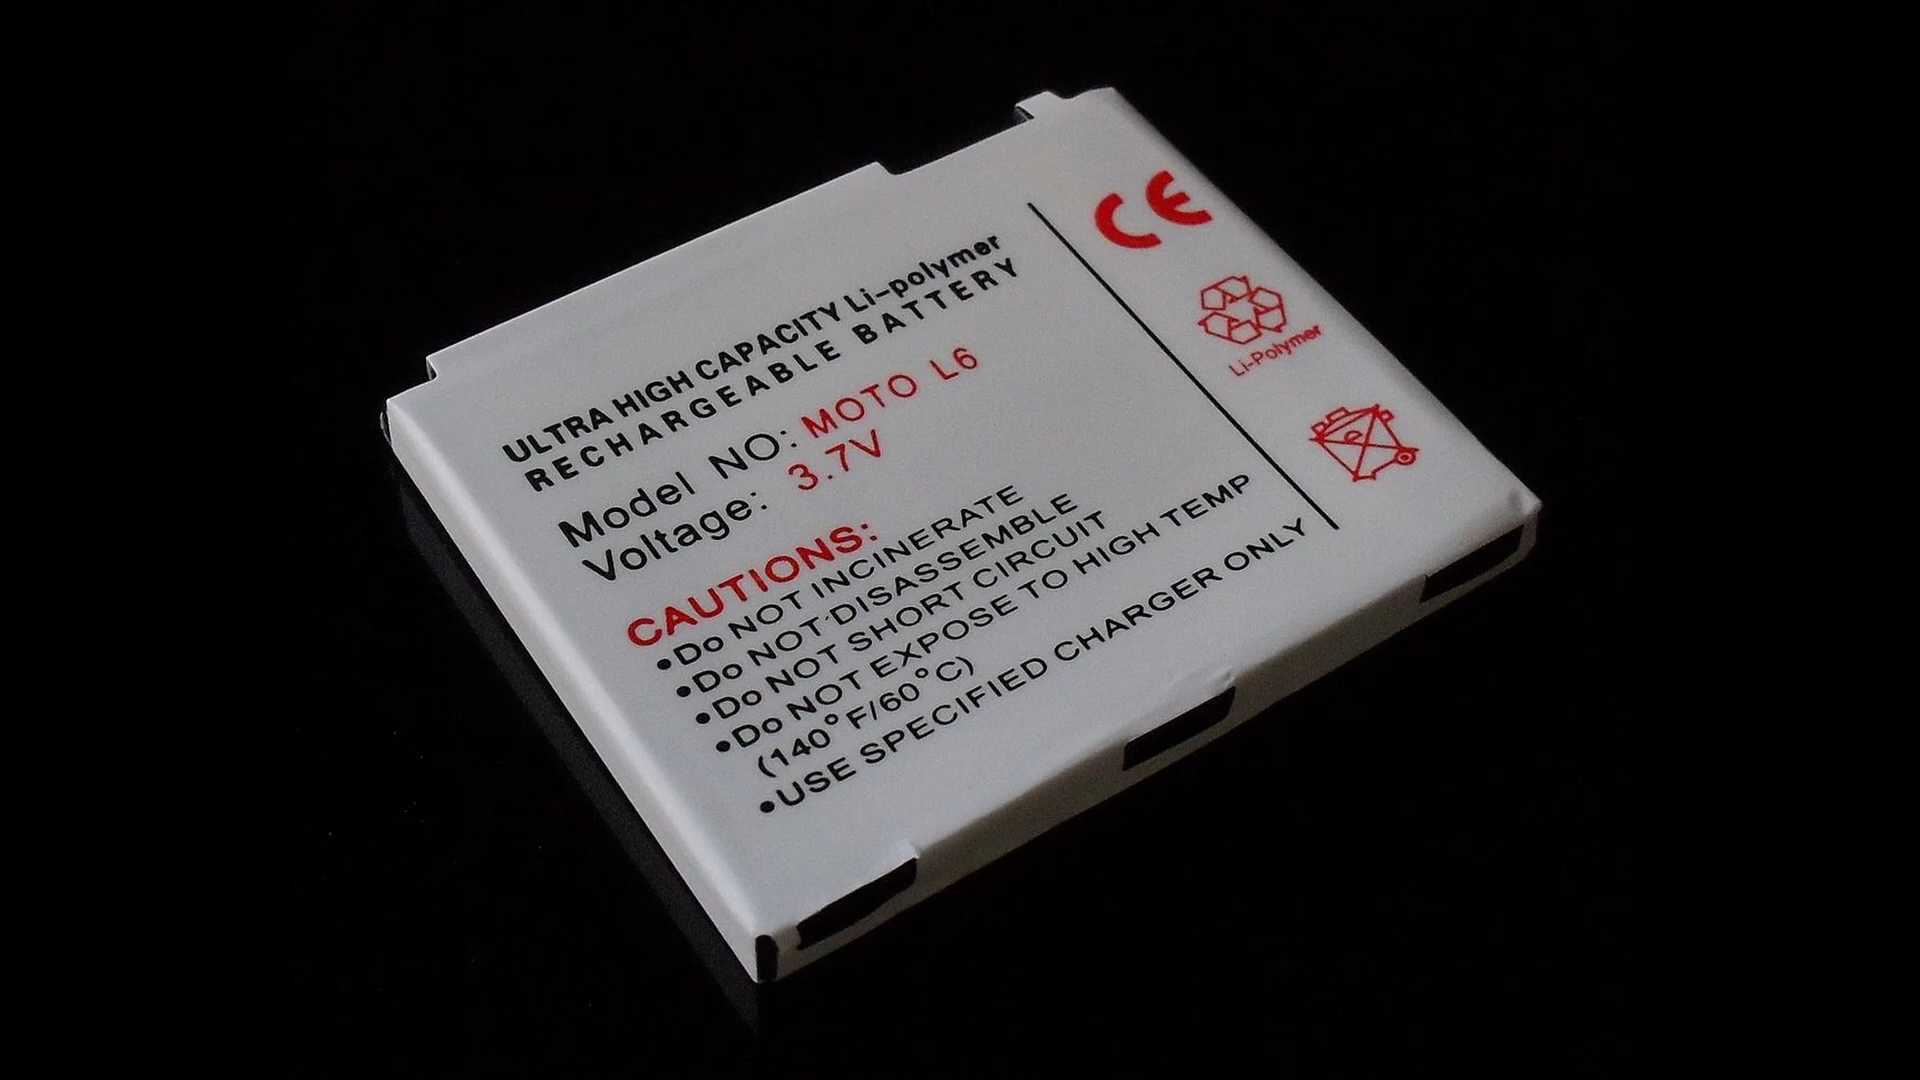 ULTRA HIGH CAPACITY Li-polymer
RECHARGEABLE BATTERY
Model NO: MOTO L6
Voltage: 3.7V
CAUTIONS:
•Do NOT INCINERATE
•Do NOT DISASSEMBLE
•Do NOT SHORT CIRCUIT
•Do NOT EXPOSE TO HIGH TEMP
(140°F/60°C)
•USE SPECIFIED CHARGER ONLY
CE
Li-Polymer